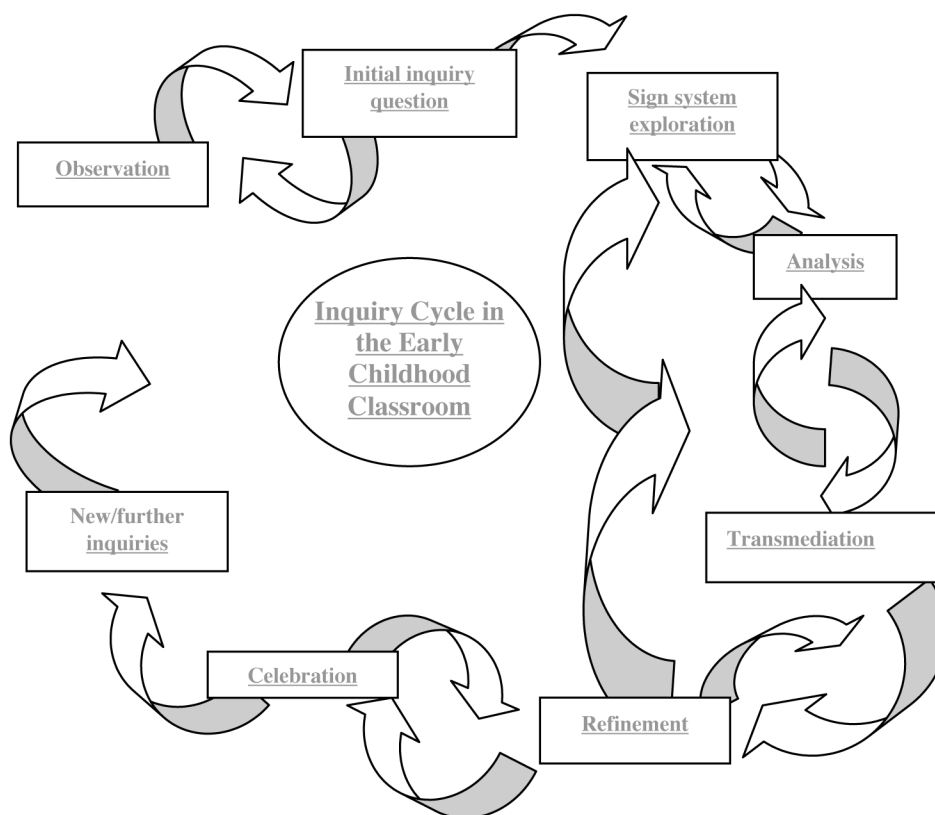 Initial inquiry
question
Sign system
exploration
Observation
Analysis
Inquiry Cycle in
the Early
Childhood
Classroom
New/further
inquiries
Transmediation
Celebration
Refinement